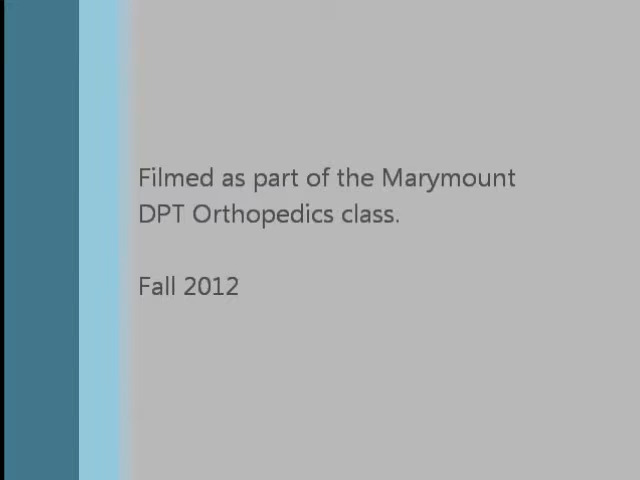 Filmed as part of the Marymount
DPT Orthopedics class.
Fall 2012